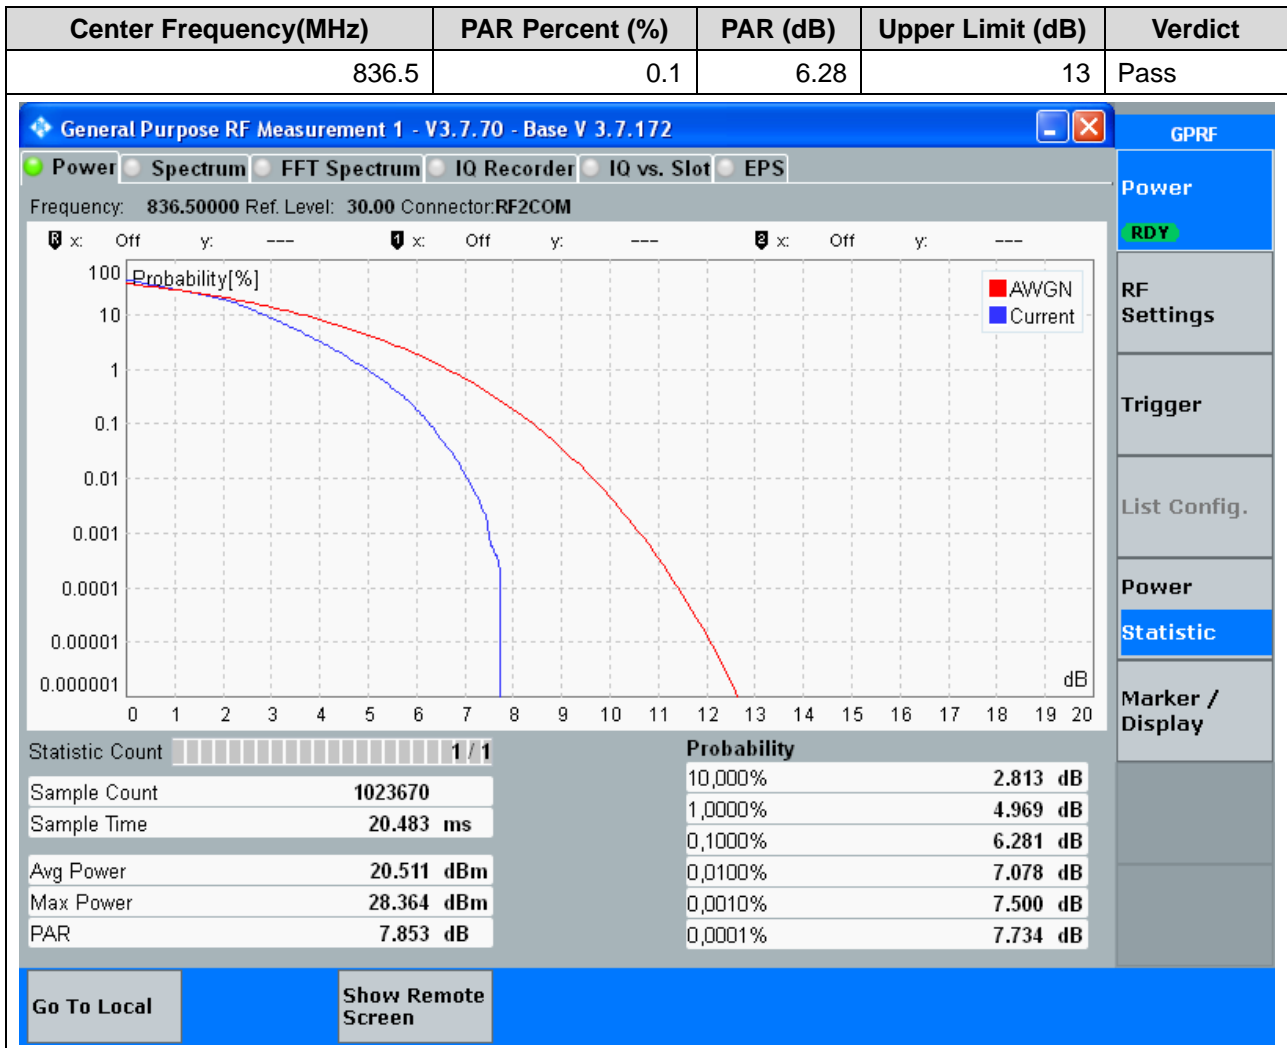 Center Frequency(MHz) PAR Percent (%) PAR (dB) Upper Limit (dB) Verdict
836.5 0.1 6.28 13 Pass
General Purpose RF Measurement 1 - V3.7.70 - Base V 3.7.172
GPRF
Power Spectrum FFT Spectrum IQ Recorder IQ vs. Slot EPS
Power
RDY
Frequency: 836.50000 Ref. Level: 30.00 Connector:RF2COM
R x: Off y: --- 1 x: Off y: --- 2 x: Off y: ---
Probability[%]
AWGN
Current
100
10
1
0.1
0.01
0.001
0.0001
0.00001
0.000001
dB
0 1 2 3 4 5 6 7 8 9 10 11 12 13 14 15 16 17 18 19 20
RF
Settings
Trigger
List Config.
Power
Statistic
Marker /
Display
Statistic Count 1 / 1
Sample Count 1023670
Sample Time 20.483 ms
Avg Power 20.511 dBm
Max Power 28.364 dBm
PAR 7.853 dB
Probability
10,000% 2.813 dB
1,0000% 4.969 dB
0,1000% 6.281 dB
0,0100% 7.078 dB
0,0010% 7.500 dB
0,0001% 7.734 dB
Go To Local
Show Remote
Screen